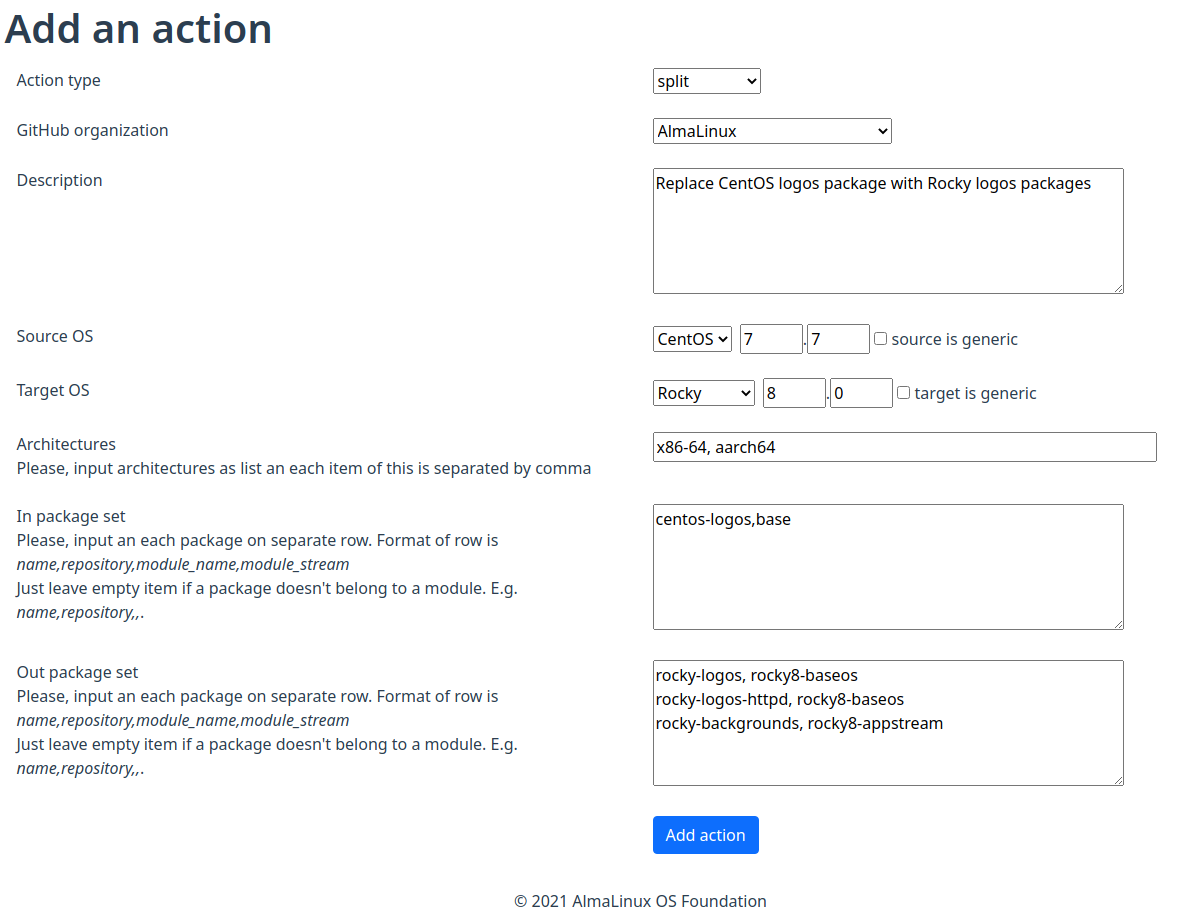 Add an action
Action type
split
GitHub organization
AlmaLinux
Description
Replace CentOS logos package with Rocky logos packages
Source OS
CentOS 7 . 7 source is generic
Target OS
Rocky 8 . 0 target is generic
Architectures
Please, input architectures as list an each item of this is separated by comma
x86-64, aarch64
In package set
Please, input an each package on separate row. Format of row is
name,repository,module_name,module_stream
Just leave empty item if a package doesn't belong to a module. E.g.
name,repository,,.
centos-logos,base
Out package set
Please, input an each package on separate row. Format of row is
name,repository,module_name,module_stream
Just leave empty item if a package doesn't belong to a module. E.g.
name,repository,,.
rocky-logos, rocky8-baseos
rocky-logos-httpd, rocky8-baseos
rocky-backgrounds, rocky8-appstream
Add action
© 2021 AlmaLinux OS Foundation